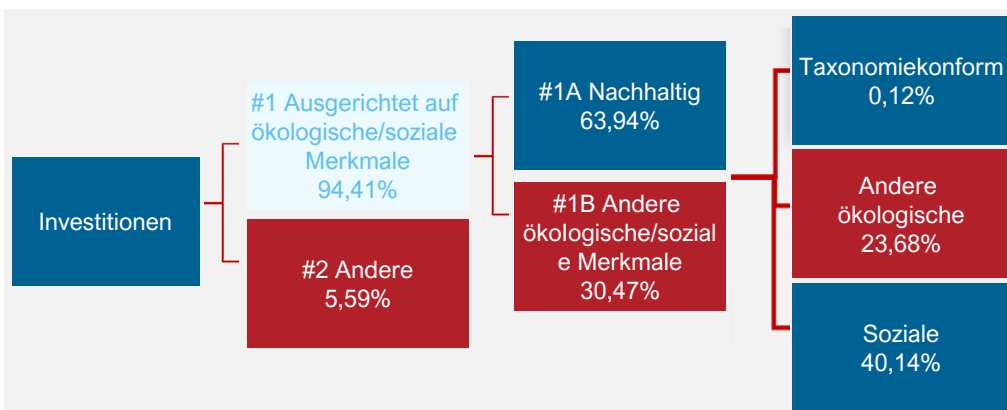 Investitionen
#1 Ausgerichtet auf
ökologische/soziale
Merkmale
94,41%
#2 Andere
5,59%
#1A Nachhaltig
63,94%
#1B Andere
ökologische/sozial
e Merkmale
30,47%
Taxonomiekonform
0,12%
Andere
ökologische
23,68%
Soziale
40,14%